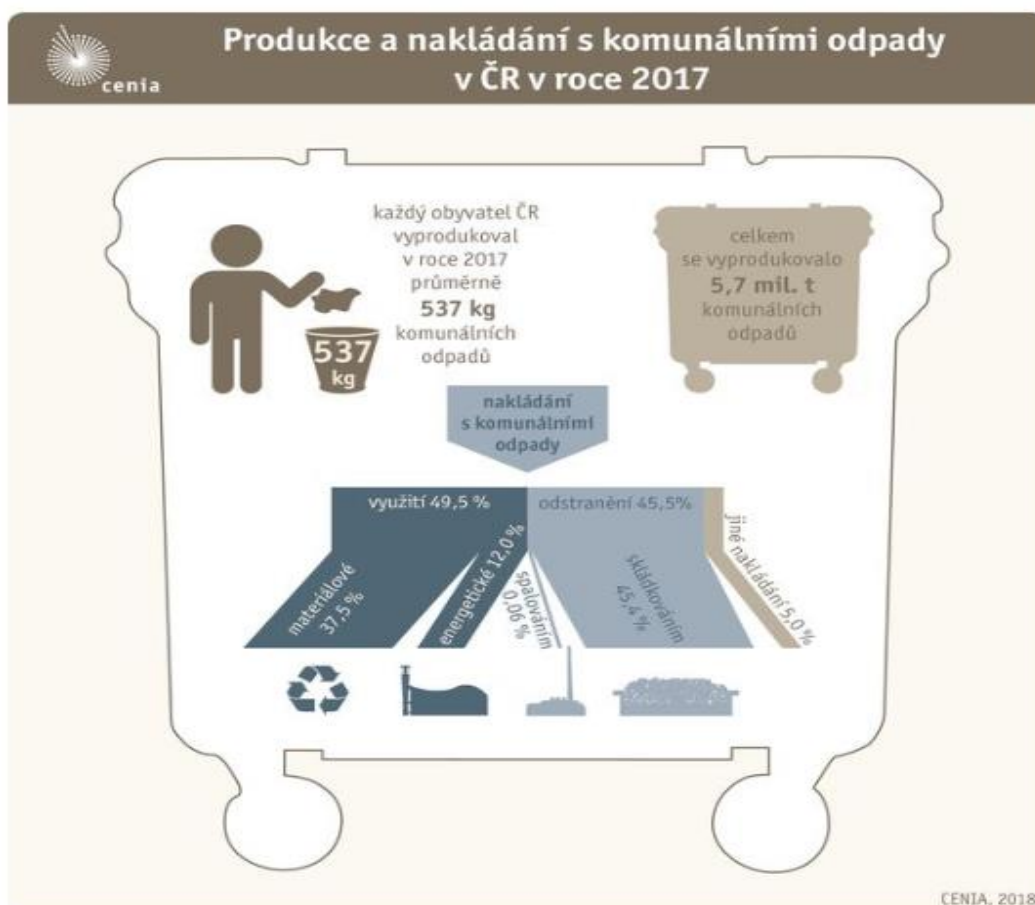 cenia
Produkce a nakládání s komunálními odpady
v ČR v roce 2017
každý obyvatel ČR
vyprodukoval
v roce 2017
průměrně
537 kg
komunálních
odpadů
537
kg
celkem
se vyprodukovalo
5,7 mil. t
komunálních
odpadů
nakládání
s komunálními
odpady
využití 49,5 %
odstranění 45,5%
materiálové
37,5 %
energetické 12,0 %
spalováním
0,06 %
skládkováním
45,4 %
jiné nakládání 5,0 %
CENIA, 2018